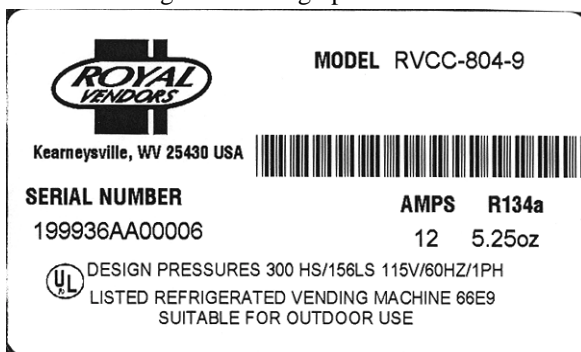 ROYAL
VENDORS
MODEL RVCC-804-9
Kearneysville, WV 25430 USA
SERIAL NUMBER
199936AA00006
AMPS R134a
12 5.25oz
UL
DESIGN PRESSURES 300 HS/156LS 115V/60HZ/1PH
LISTED REFRIGERATED VENDING MACHINE 66E9
SUITABLE FOR OUTDOOR USE